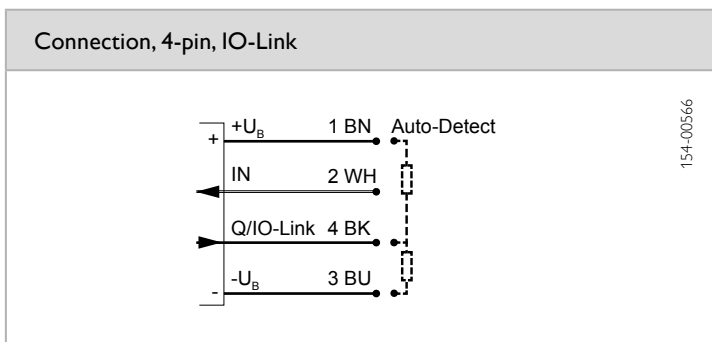 Connection, 4-pin, IO-Link
+ +U_B 1 BN Auto-Detect
IN 2 WH
Q/IO-Link 4 BK
- -U_B 3 BU
154-00566